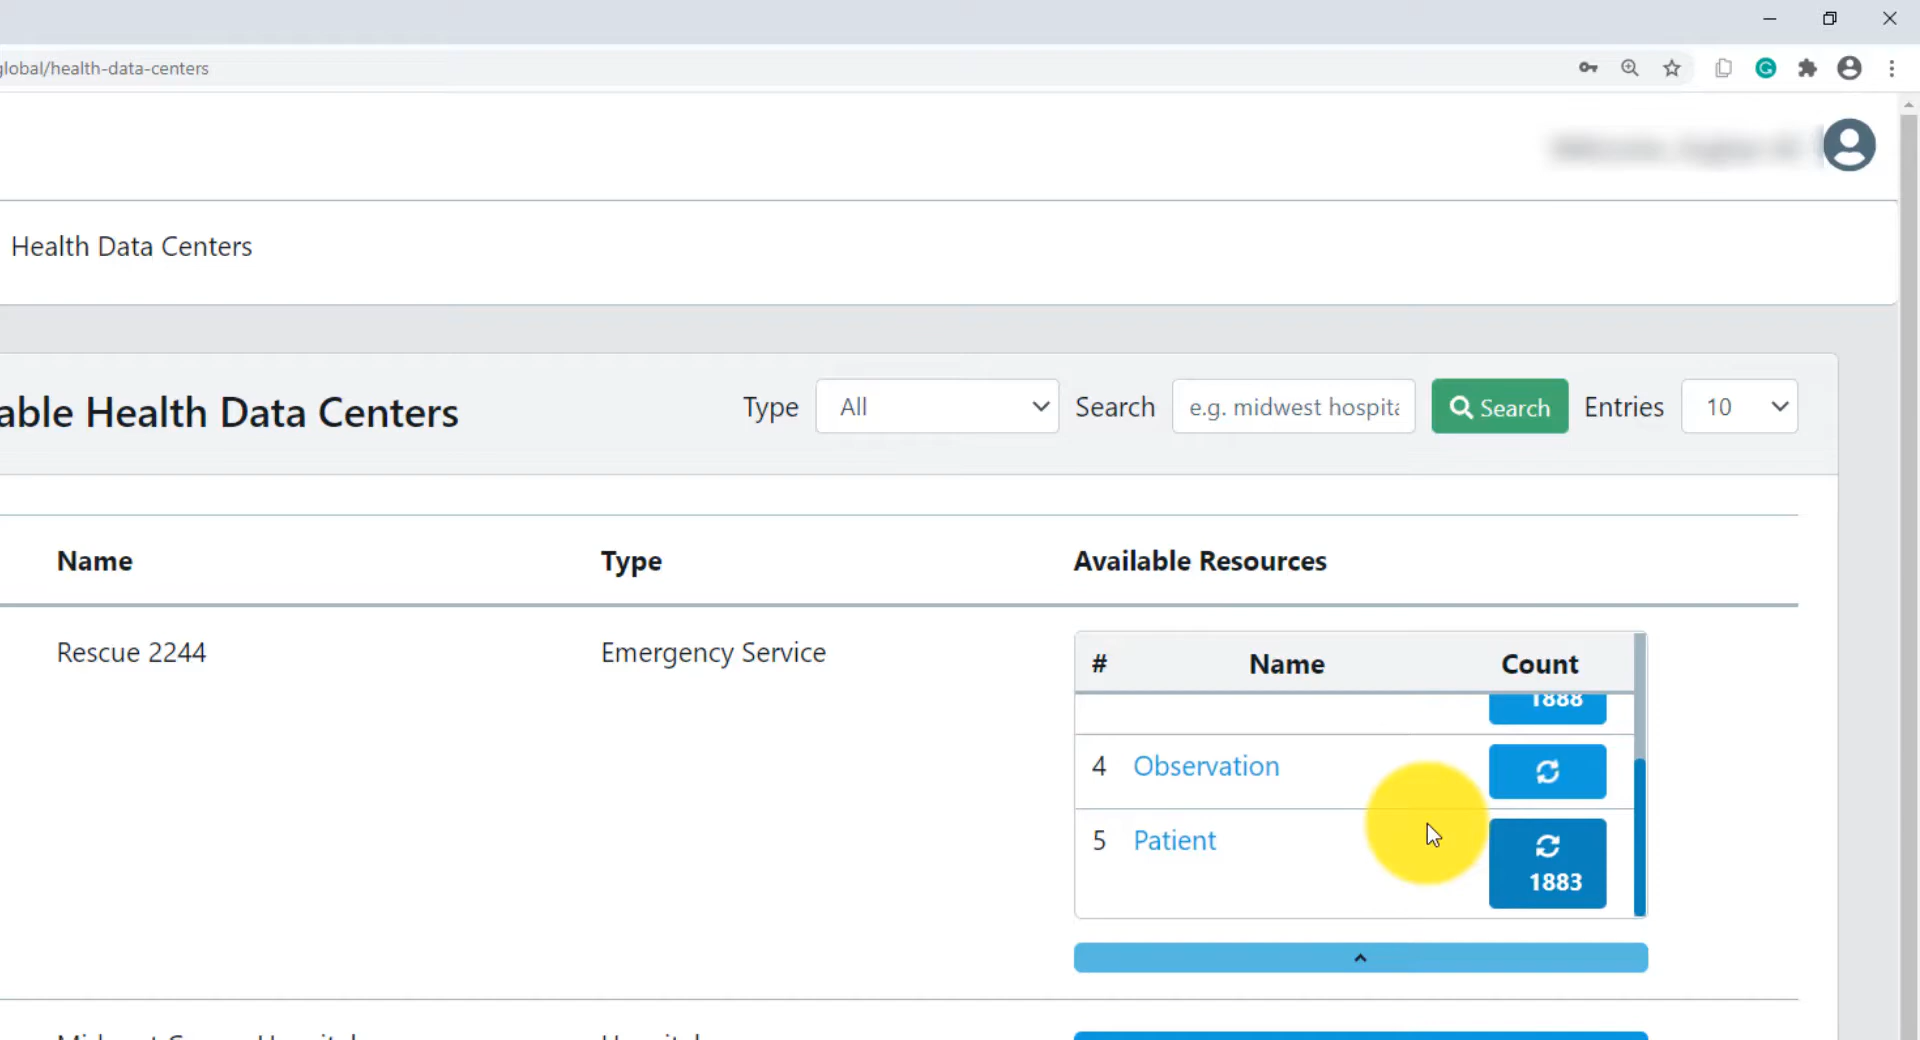 global/health-data-centers
Health Data Centers
able Health Data Centers
Type All Search e.g. midwest hospita Search Entries 10
Name Type Available Resources
Rescue 2244 Emergency Service
# Name Count
1888
4 Observation
5 Patient
1883